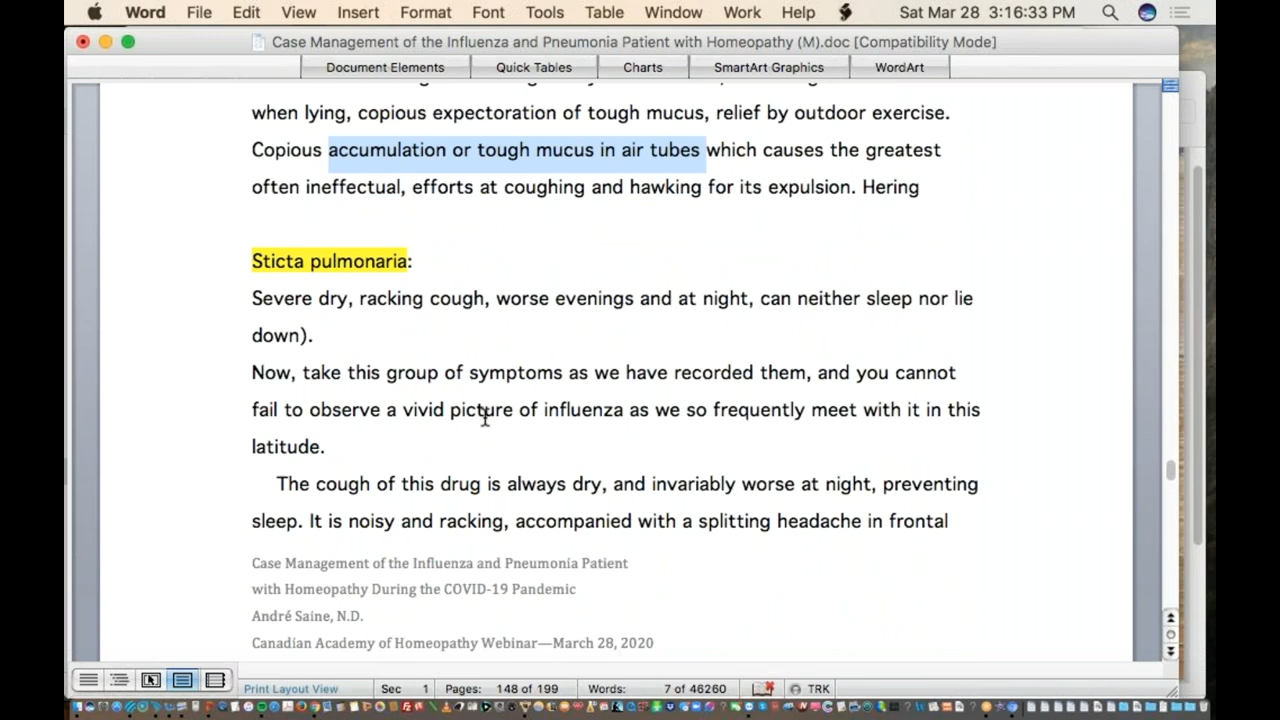 Word File Edit View Insert Format Font Tools Table Window Work Help Sat Mar 28 3:16:33 PM
Case Management of the Influenza and Pneumonia Patient with Homeopathy (M).doc [Compatibility Mode]
Document Elements Quick Tables Charts SmartArt Graphics WordArt
when lying, copious expectoration of tough mucus, relief by outdoor exercise.
Copious accumulation or tough mucus in air tubes which causes the greatest
often ineffectual, efforts at coughing and hawking for its expulsion. Hering
Sticta pulmonaria:
Severe dry, racking cough, worse evenings and at night, can neither sleep nor lie
down).
Now, take this group of symptoms as we have recorded them, and you cannot
fail to observe a vivid picture of influenza as we so frequently meet with it in this
latitude.
The cough of this drug is always dry, and invariably worse at night, preventing
sleep. It is noisy and racking, accompanied with a splitting headache in frontal
Case Management of the Influenza and Pneumonia Patient
with Homeopathy During the COVID-19 Pandemic
André Saine, N.D.
Canadian Academy of Homeopathy Webinar—March 28, 2020
Print Layout View Sec 1 Pages: 148 of 199 Words: 7 of 46260 TRK